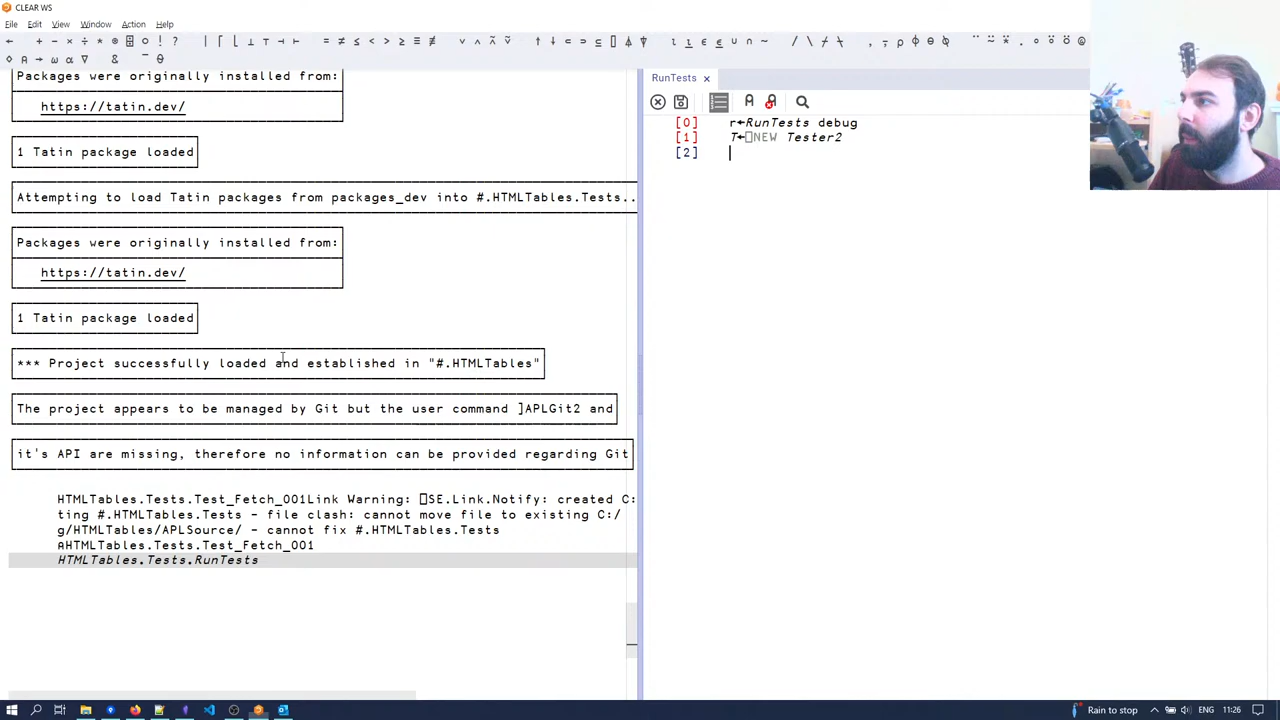 CLEAR WS
File Edit View Window Action Help
Packages were originally installed from:
https://tatin.dev/
1 Tatin package loaded
Attempting to load Tatin packages from packages_dev into #.HTMLTables.Tests..
Packages were originally installed from:
https://tatin.dev/
1 Tatin package loaded
*** Project successfully loaded and established in "#.HTMLTables"
The project appears to be managed by Git but the user command ]APLGit2 and
it's API are missing, therefore no information can be provided regarding Git
HTMLTables.Tests.Test_Fetch_001Link Warning: ⎕SE.Link.Notify: created C:
ting #.HTMLTables.Tests - file clash: cannot move file to existing C:/
g/HTMLTables/APLSource/ - cannot fix #.HTMLTables.Tests
⍝HTMLTables.Tests.Test_Fetch_001
HTMLTables.Tests.RunTests
RunTests ×
[0] r←RunTests debug
[1] T←⎕NEW Tester2
[2]
Rain to stop ENG 11:26